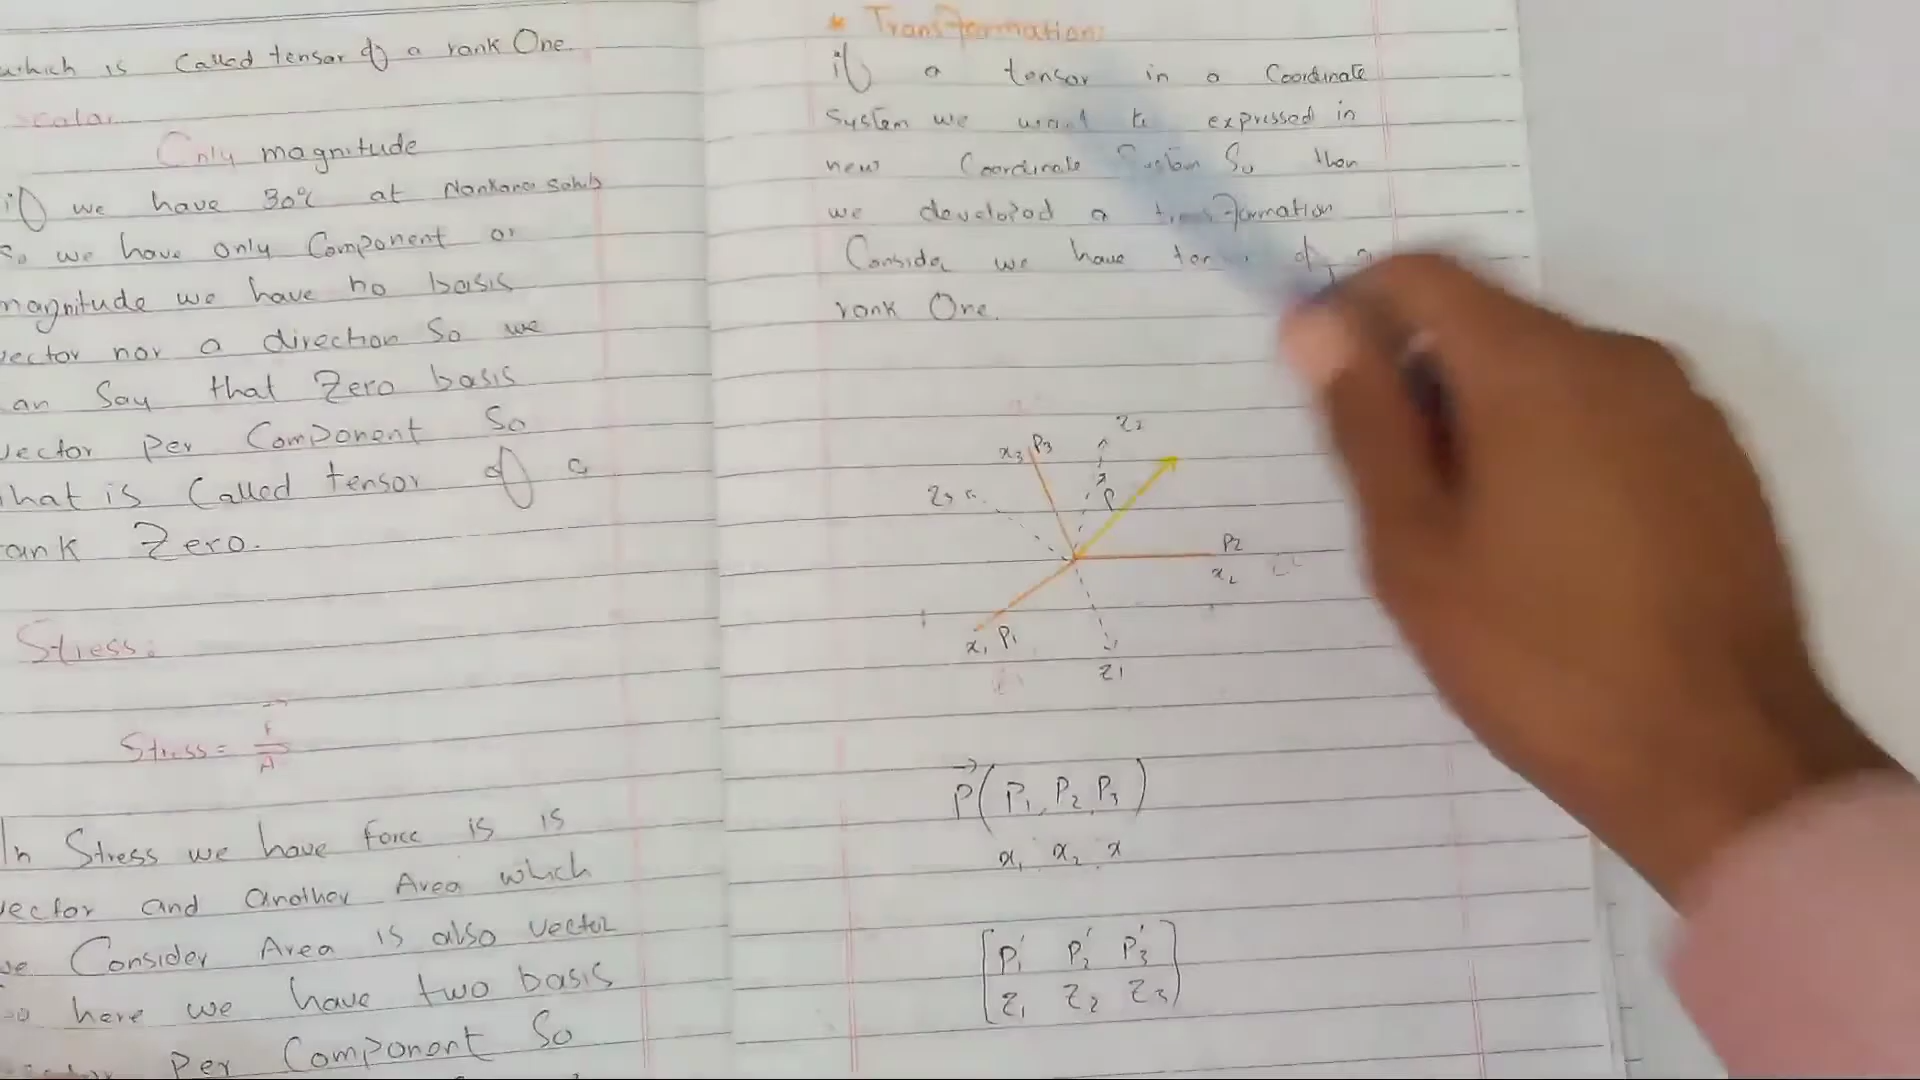 which is Called tensor of a rank One.
Scalar
Only magnitude
if we have 30°C at Nankana sahib
So we have only Component or
magnitude we have no basis
vector nor a direction So we
an Say that Zero basis
vector Per Component So
that is Called tensor of a
rank Zero.
Stress:
Stress = F/A
In Stress we have force is is
vector and another Area which
we Consider Area is also vector
So here we have two basis
Per Component So
* Transformation:
if a tensor in a Coordinate
System we want to expressed in
new Coordinate System So than
we developed a transformation
Consider we have of a
rank One.
x3 P3
Z2
Z3
P
P2
x2
x1 P1
Z1
P(P1 P2 P3)
x1 x2 x
[P1' P2' P3'
Z1 Z2 Z3]